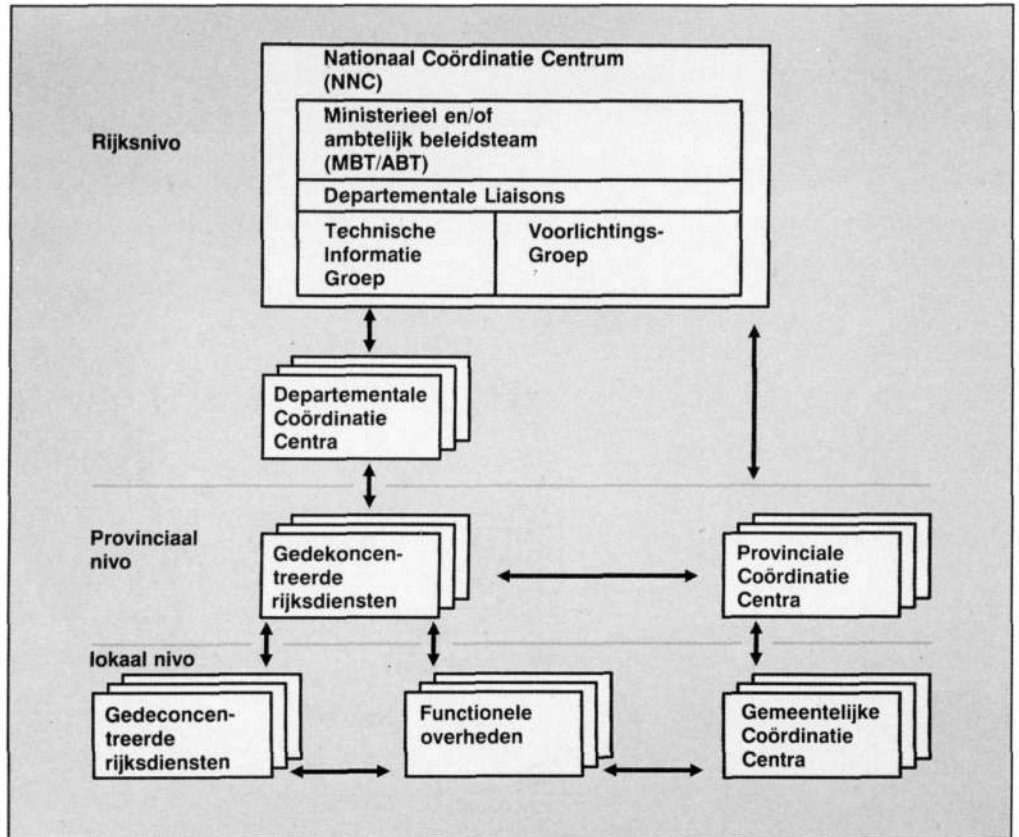 Nationaal Coördinatie Centrum
(NNC)
Rijksnivo
Ministerieel en/of
ambtelijk beleidsteam
(MBT/ABT)
Departementale Liaisons
Technische
Informatie
Groep
Voorlichtings-
Groep
Departementale
Coördinatie
Centra
Provinciaal
nivo
Gedekoncen-
treerde
rijksdiensten
Provinciale
Coördinatie
Centra
lokaal nivo
Gedeconcen-
treerde
rijksdiensten
Functionele
overheden
Gemeentelijke
Coördinatie
Centra